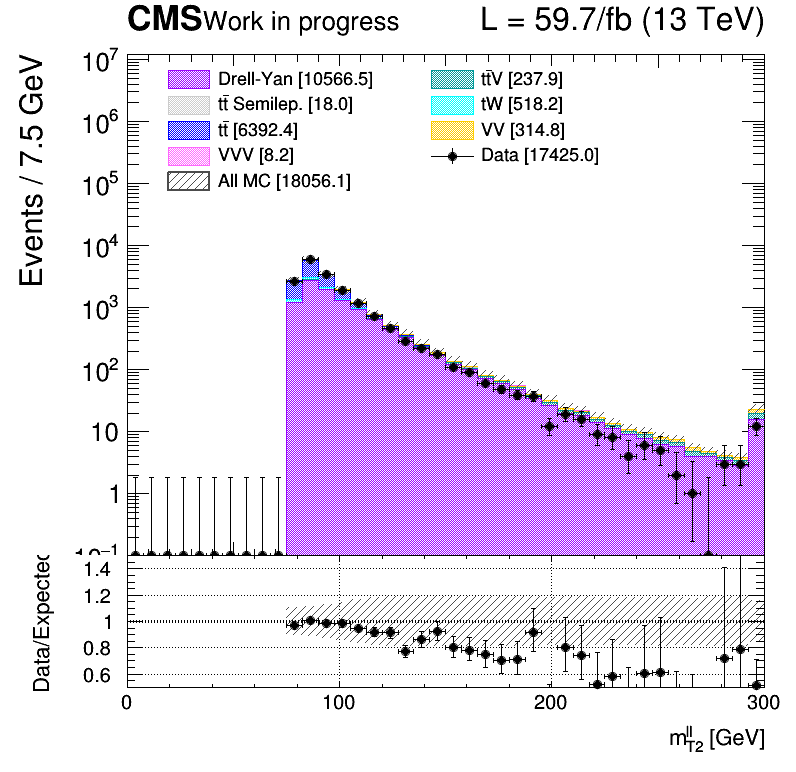 CMS Work in progress L = 59.7/fb (13 TeV)
Events / 7.5 GeV
10⁷
10⁶
10⁵
10⁴
10³
10²
10
1
10⁻¹
Drell-Yan [10566.5]
tt̄ Semilep. [18.0]
tt̄ [6392.4]
VVV [8.2]
All MC [18056.1]
tt̄V [237.9]
tW [518.2]
VV [314.8]
Data [17425.0]
Data/Expected
1.4
1.2
1
0.8
0.6
0 100 200 300
m_{T2}^{ll} [GeV]